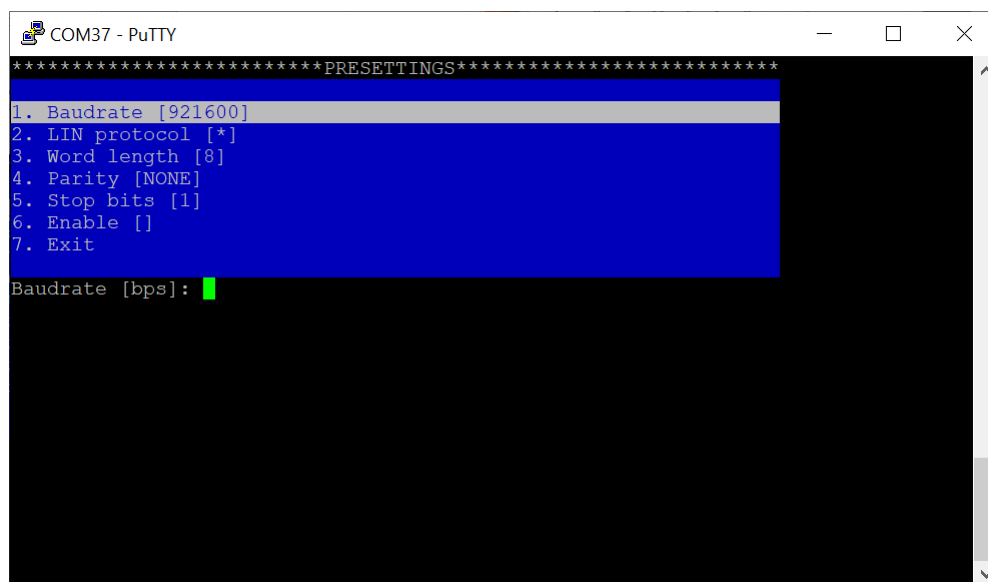 COM37 - PuTTY
**************************PRESETTINGS***************************
1. Baudrate [921600]
2. LIN protocol [*]
3. Word length [8]
4. Parity [NONE]
5. Stop bits [1]
6. Enable []
7. Exit
Baudrate [bps]: